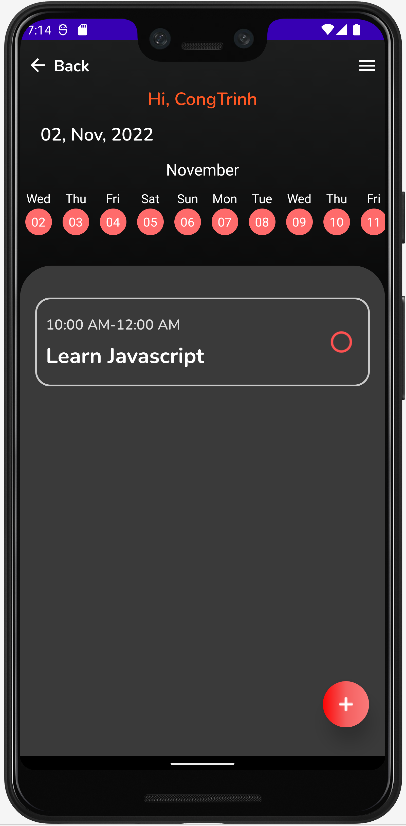 7:14
Back
Hi, CongTrinh
02, Nov, 2022
November
Wed Thu Fri Sat Sun Mon Tue Wed Thu Fri
02 03 04 05 06 07 08 09 10 11
10:00 AM-12:00 AM
Learn Javascript
+